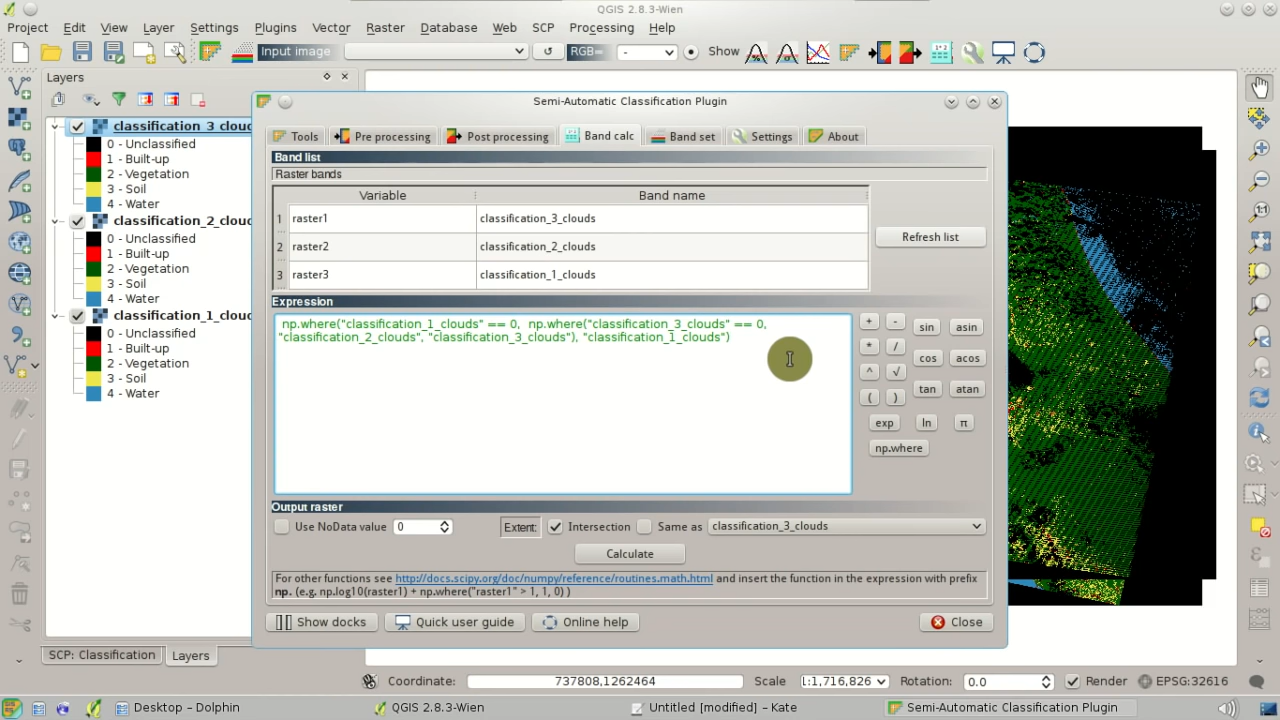 QGIS 2.8.3-Wien
Project Edit View Layer Settings Plugins Vector Raster Database Web SCP Processing Help
Input image RGB= - Show
Layers
classification_3_clou
0 - Unclassified
1 - Built-up
2 - Vegetation
3 - Soil
4 - Water
classification_2_clou
0 - Unclassified
1 - Built-up
2 - Vegetation
3 - Soil
4 - Water
classification_1_clou
0 - Unclassified
1 - Built-up
2 - Vegetation
3 - Soil
4 - Water
SCP: Classification Layers
Semi-Automatic Classification Plugin
Tools Pre processing Post processing Band calc Band set Settings About
Band list
Raster bands
Variable Band name
1 raster1 classification_3_clouds
2 raster2 classification_2_clouds
3 raster3 classification_1_clouds
Refresh list
Expression
np.where("classification_1_clouds" == 0, np.where("classification_3_clouds" == 0,
"classification_2_clouds", "classification_3_clouds"), "classification_1_clouds")
+ - sin asin
* / cos acos
^ √ tan atan
( )
exp ln π
np.where
Output raster
Use NoData value 0 Extent: Intersection Same as classification_3_clouds
Calculate
For other functions see http://docs.scipy.org/doc/numpy/reference/routines.math.html and insert the function in the expression with prefix
np. (e.g. np.log10(raster1) + np.where("raster1" > 1, 1, 0) )
Show docks Quick user guide Online help Close
Coordinate: 737808,1262464 Scale 1:1,716,826 Rotation: 0.0 Render EPSG:32616
Desktop – Dolphin QGIS 2.8.3-Wien Untitled [modified] – Kate Semi-Automatic Classification Plugin